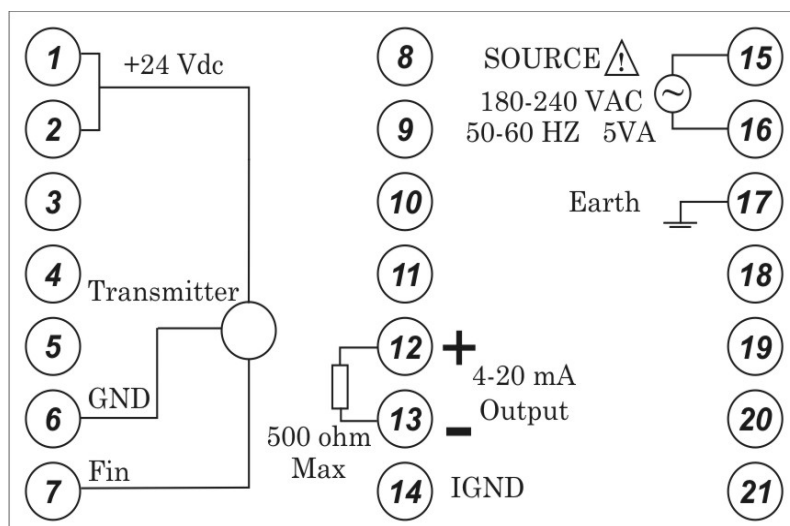 1
+24 Vdc
2
3
4
Transmitter
5
GND
6
Fin
7
8
9
10
11
12 +
4-20 mA
Output
13 -
500 ohm
Max
14 IGND
SOURCE ! 15
~
180-240 VAC
50-60 HZ 5VA 16
Earth 17
18
19
20
21